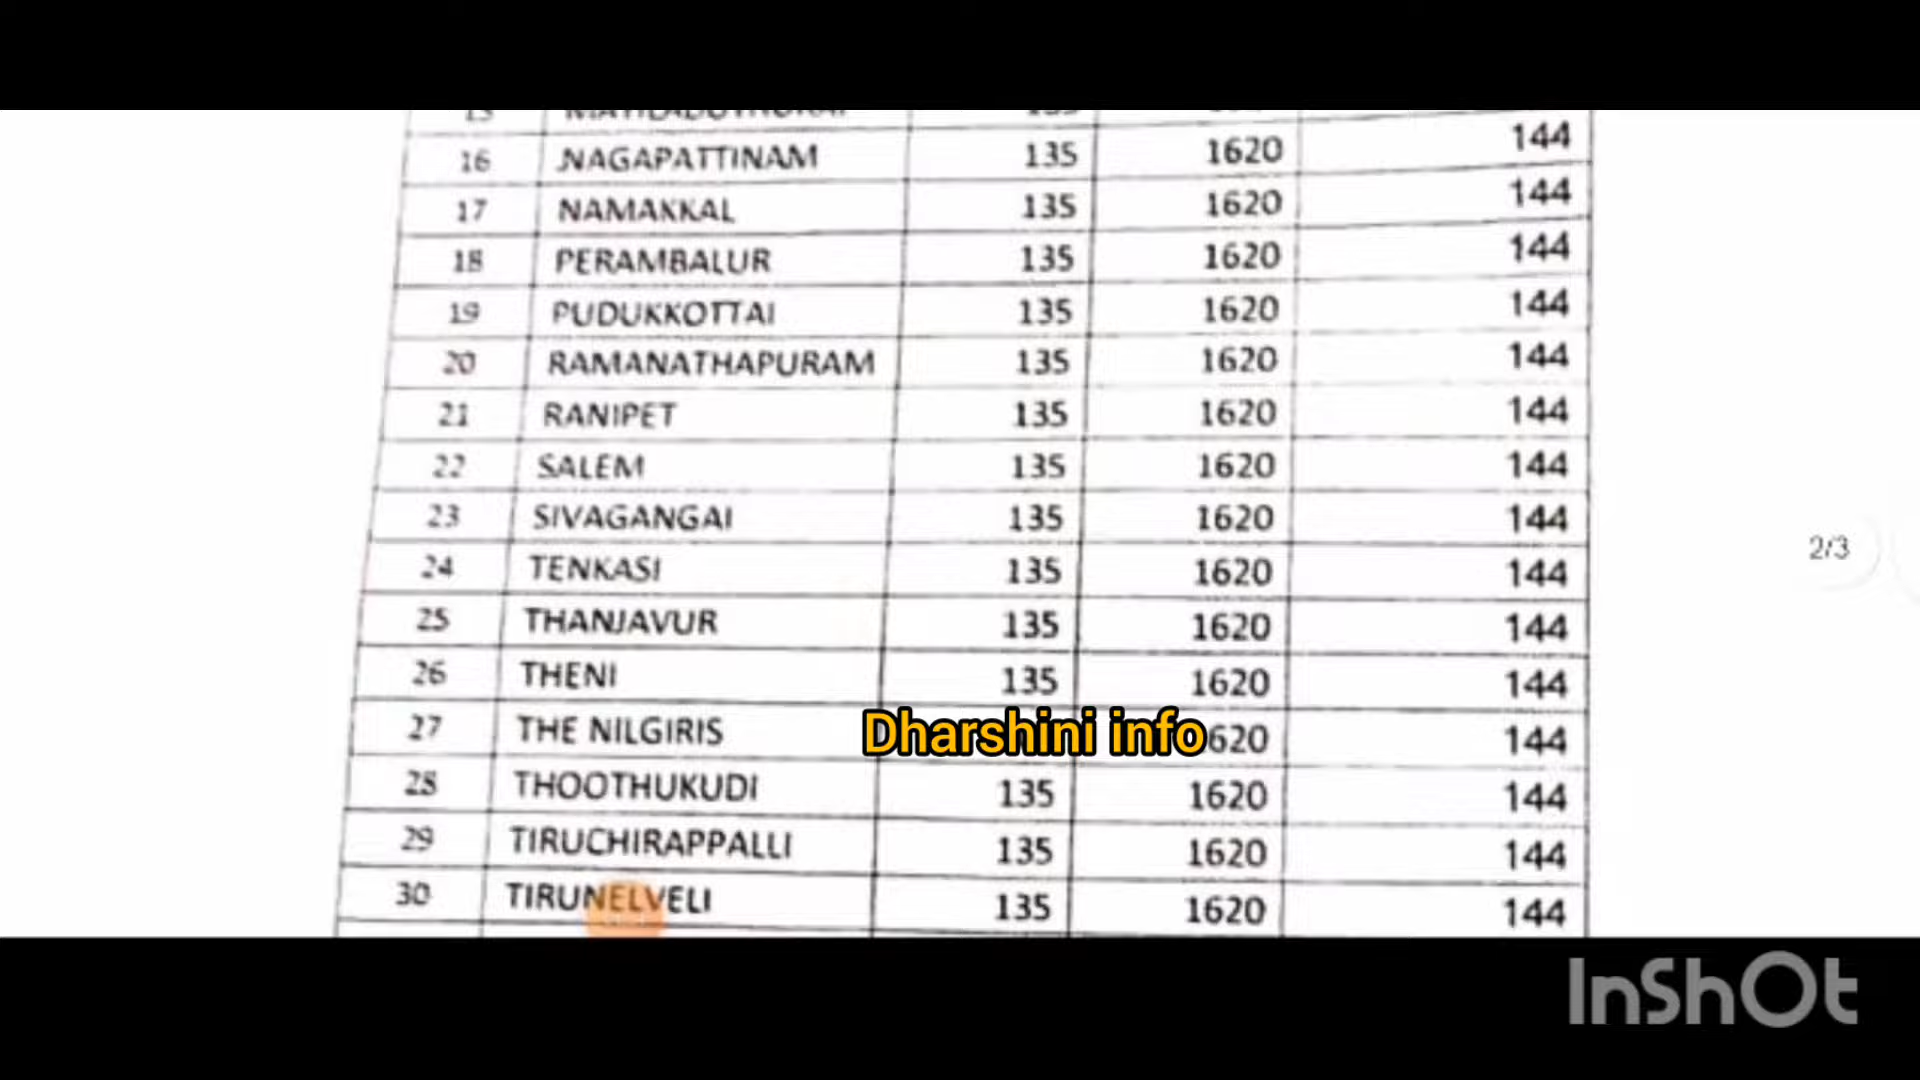 16 NAGAPATTINAM 135 1620 144
17 NAMAKKAL 135 1620 144
18 PERAMBALUR 135 1620 144
19 PUDUKKOTTAI 135 1620 144
20 RAMANATHAPURAM 135 1620 144
21 RANIPET 135 1620 144
22 SALEM 135 1620 144
23 SIVAGANGAI 135 1620 144
24 TENKASI 135 1620 144
25 THANJAVUR 135 1620 144
26 THENI 135 1620 144
27 THE NILGIRIS 620 144
Dharshini info
28 THOOTHUKUDI 135 1620 144
29 TIRUCHIRAPPALLI 135 1620 144
30 TIRUNELVELI 135 1620 144
2/3
InShOt